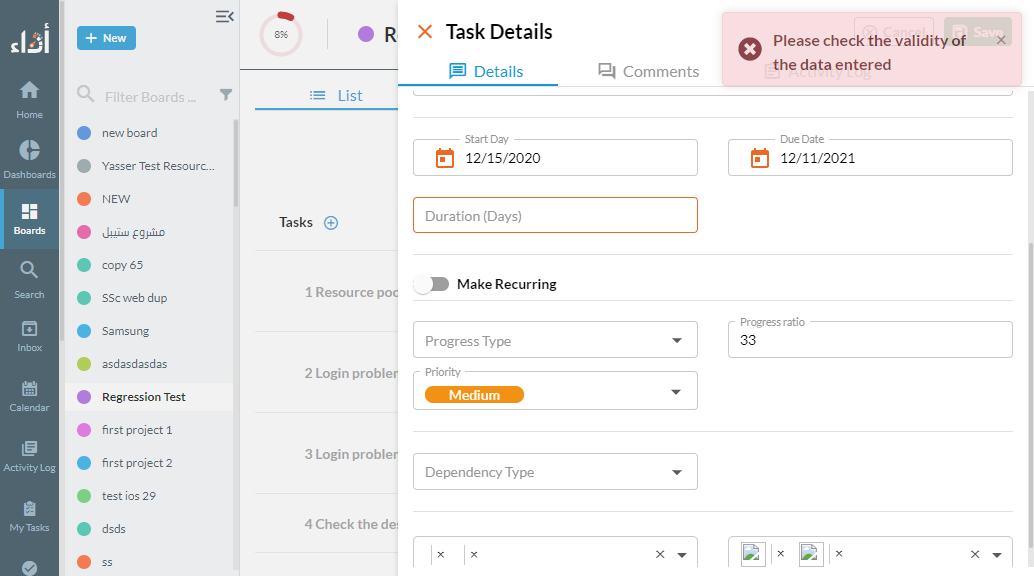 أداء
Home
Dashboards
Boards
Search
Inbox
Calendar
Activity Log
My Tasks
+ New
Filter Boards ...
new board
Yasser Test Resourc...
NEW
مشروع ستيبل
copy 65
SSc web dup
Samsung
asdasdasdas
Regression Test
first project 1
first project 2
test ios 29
dsds
ss
8%
R
List
Tasks
1 Resource poo
2 Login problem
3 Login problem
4 Check the des
Task Details
Cancel
Save
Please check the validity of
the data entered
Details
Comments
Activity Log
Start Day
12/15/2020
Due Date
12/11/2021
Duration (Days)
Make Recurring
Progress Type
Progress ratio
33
Priority
Medium
Dependency Type